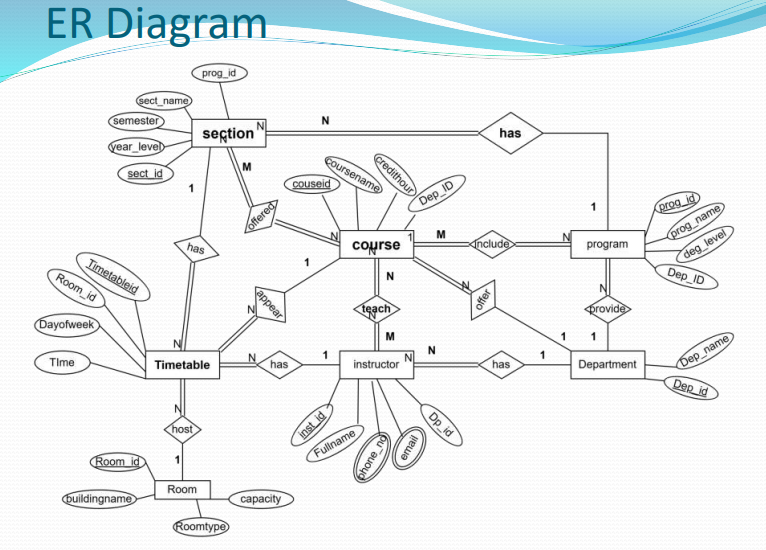 ER Diagram
prog_id
sect_name
semester
year_level
sect_id
section
N
N
N
has
M
1
1
couseid
coursename
credithour
Dep_ID
offered
has
N
course
1
N
M
include
N
program
prog_id
prog_name
deg_level
Dep_ID
Timetableid
Room_id
Dayofweek
TIme
1
appear
N
N
teach
N
M
N
offer
N
provide
1
1
N
Timetable
N
has
1
instructor
N
N
has
1
Department
Dep_name
Dep_id
inst_id
Fullname
phone_no
email
Dp_id
N
host
1
Room_id
buildingname
Room
capacity
Roomtype